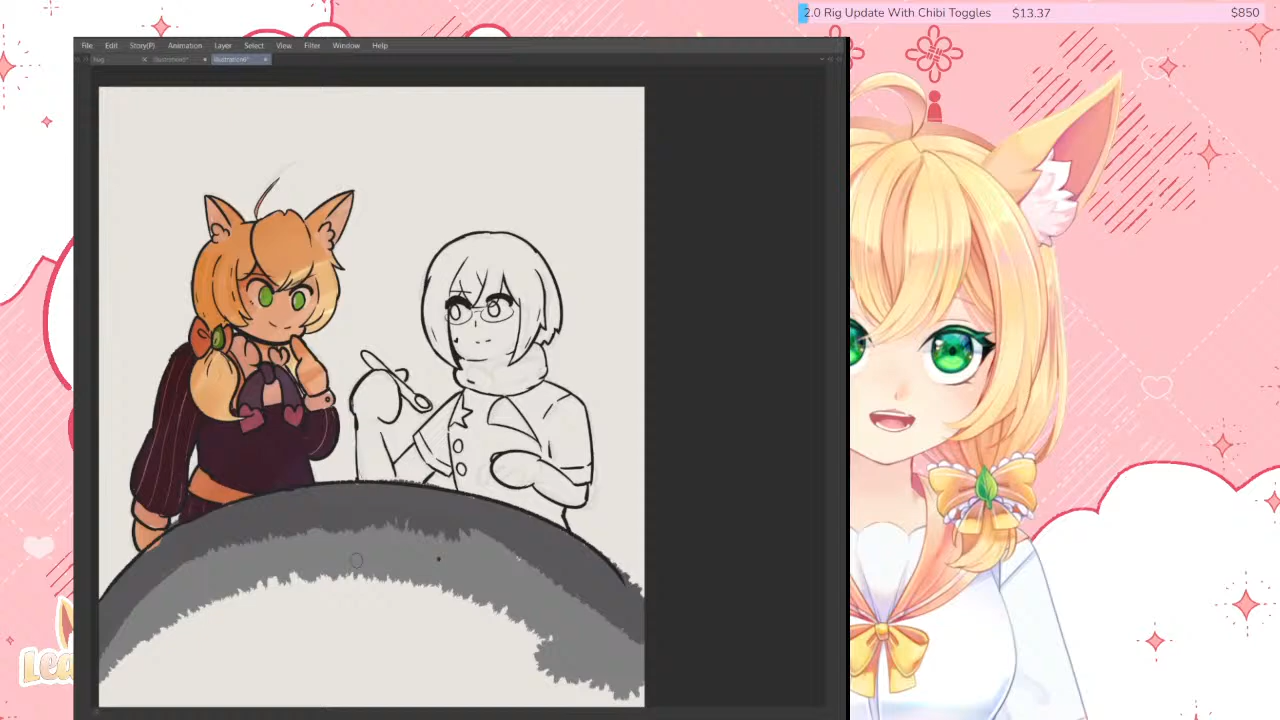 2.0 Rig Update With Chibi Toggles $13.37 $850
File Edit Story(P) Animation Layer Select View Filter Window Help
Lea